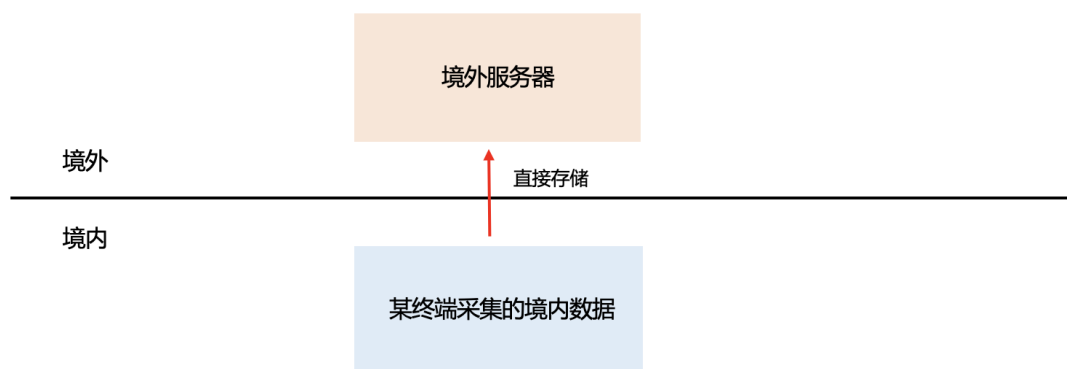 境外服务器
境外
直接存储
境内
某终端采集的境内数据